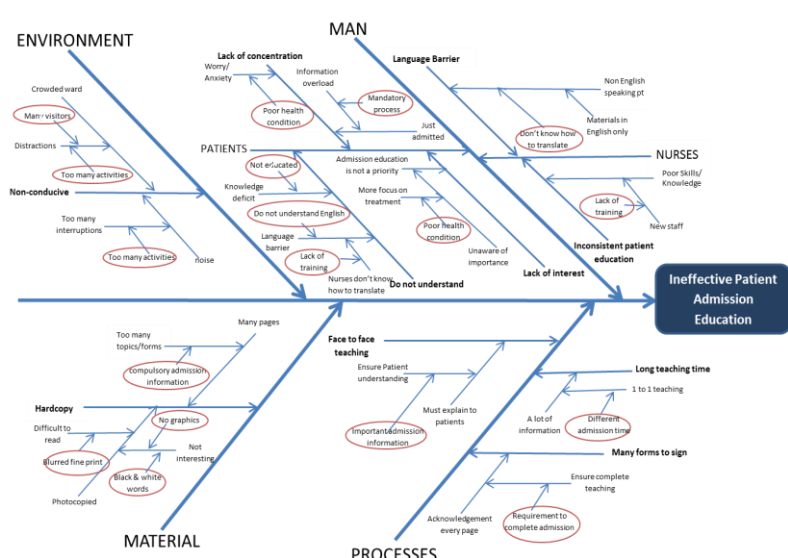 ENVIRONMENT
MAN
Lack of concentration
Language Barrier
Worry/
Anxiety
Information
overload
Crowded ward
Many visitors
Distractions
Too many activities
Non-conducive
Too many
interruptions
Too many activities
noise
Poor health
condition
Mandatory
process
Just
admitted
PATIENTS
Not educated
Knowledge
deficit
Do not understand English
Language
barrier
Lack of
training
Nurses don't know
how to translate
Do not understand
Admission education
is not a priority
More focus on
treatment
Poor health
condition
Unaware of
importance
Lack of interest
Non English
speaking pt
Don't know how
to translate
Materials in
English only
NURSES
Poor Skills/
Knowledge
Lack of
training
New staff
Inconsistent patient
education
Ineffective Patient
Admission
Education
Many pages
Too many
topics/forms
compulsory admission
information
Hardcopy
No graphics
Difficult to
read
Blurred fine print
Not
interesting
Black & white
words
Photocopied
MATERIAL
Face to face
teaching
Ensure Patient
understanding
Must explain to
patients
Important admission
information
Long teaching time
1 to 1 teaching
A lot of
information
Different
admission time
Many forms to sign
Ensure complete
teaching
Acknowledgement
every page
Requirement to
complete admission
PROCESSES